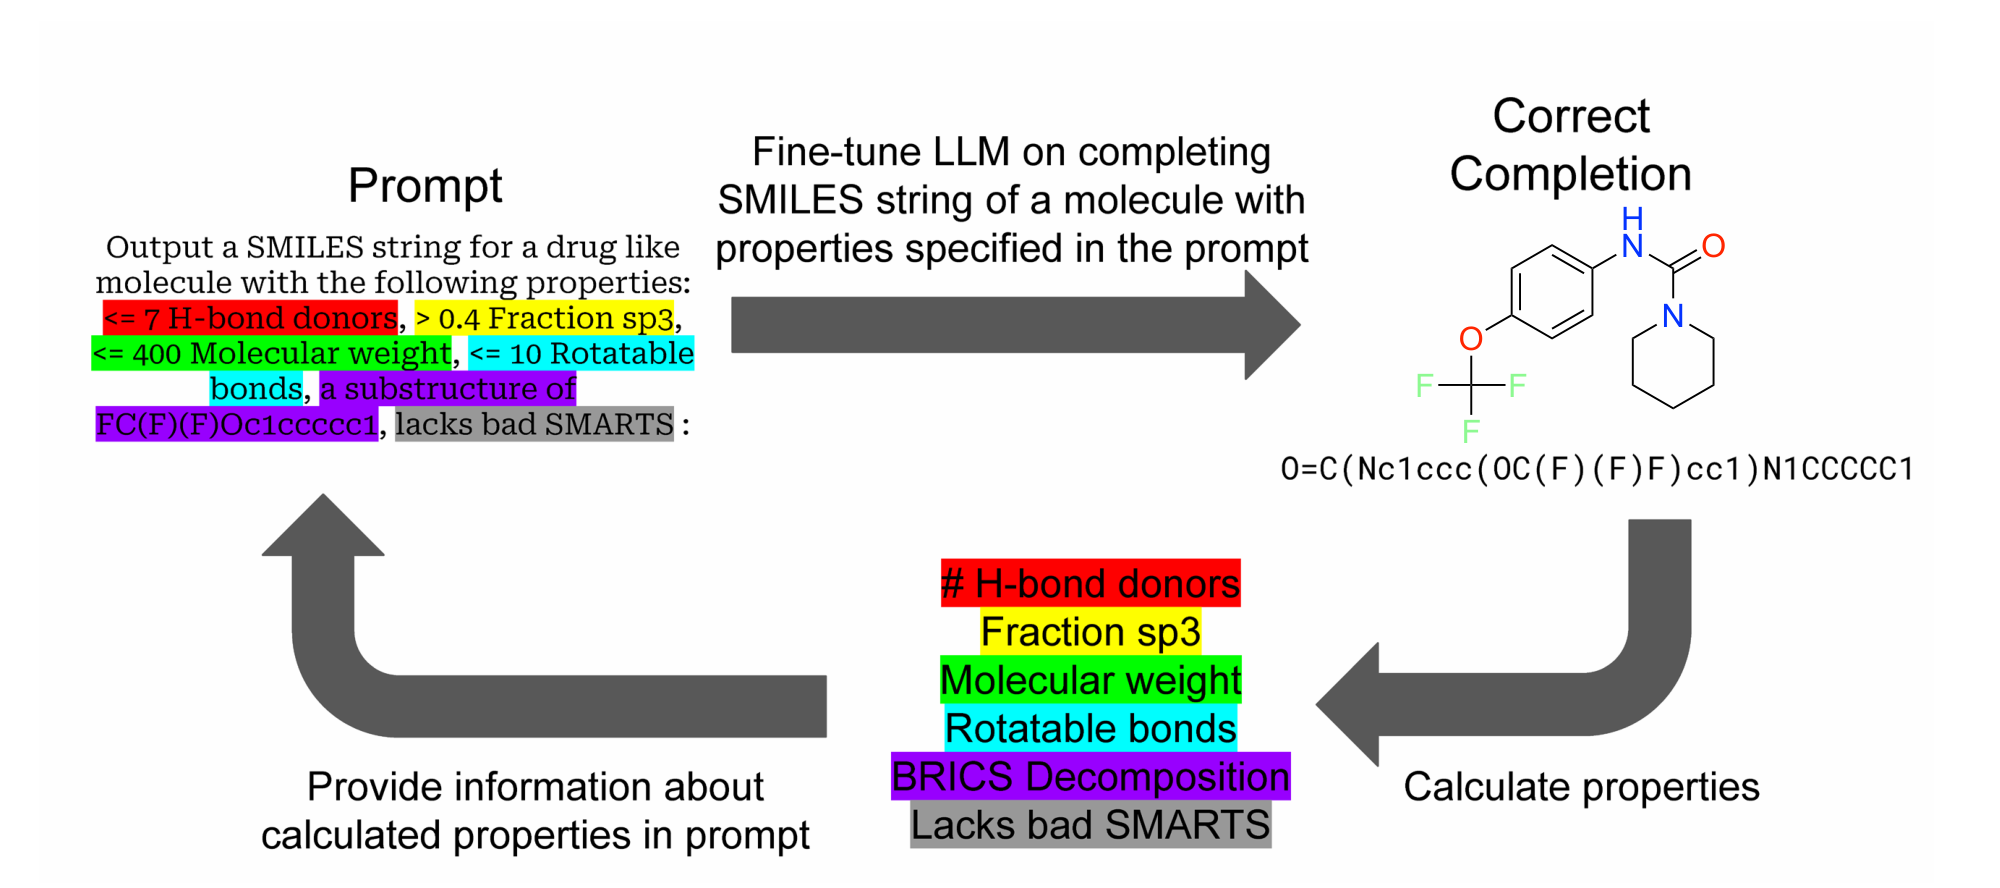 Prompt
Output a SMILES string for a drug like
molecule with the following properties:
<= 7 H-bond donors, > 0.4 Fraction sp3,
<= 400 Molecular weight, <= 10 Rotatable
bonds, a substructure of
FC(F)(F)Oc1ccccc1, lacks bad SMARTS :
Fine-tune LLM on completing
SMILES string of a molecule with
properties specified in the prompt
Correct
Completion
H
N
O
O
N
F
F
F
O=C(Nc1ccc(OC(F)(F)F)cc1)N1CCCCC1
# H-bond donors
Fraction sp3
Molecular weight
Rotatable bonds
BRICS Decomposition
Lacks bad SMARTS
Calculate properties
Provide information about
calculated properties in prompt